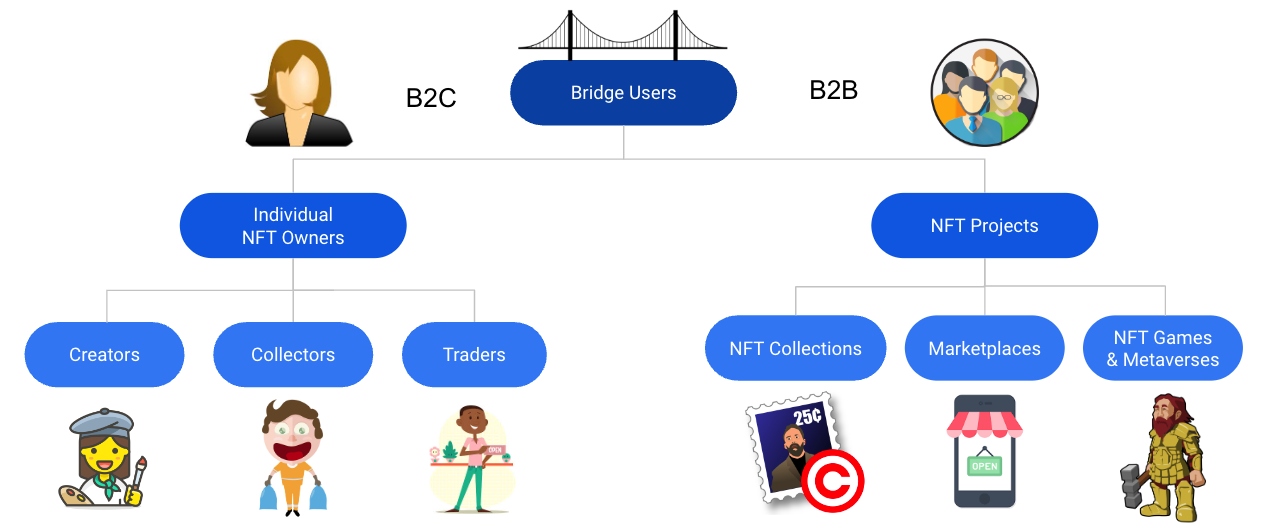 B2C
Bridge Users
B2B
Individual
NFT Owners
NFT Projects
Creators
Collectors
Traders
NFT Collections
Marketplaces
NFT Games
& Metaverses
OPEN
25¢
C
OPEN